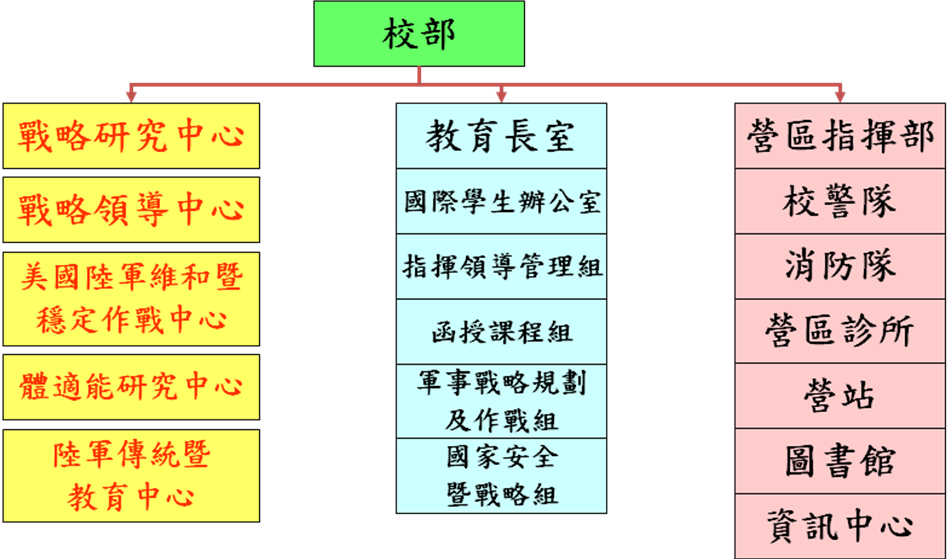 校部
戰略研究中心
戰略領導中心
美國陸軍維和暨
穩定作戰中心
體適能研究中心
陸軍傳統暨
教育中心
教育長室
國際學生辦公室
指揮領導管理組
函授課程組
軍事戰略規劃
及作戰組
國家安全
暨戰略組
營區指揮部
校警隊
消防隊
營區診所
營站
圖書館
資訊中心